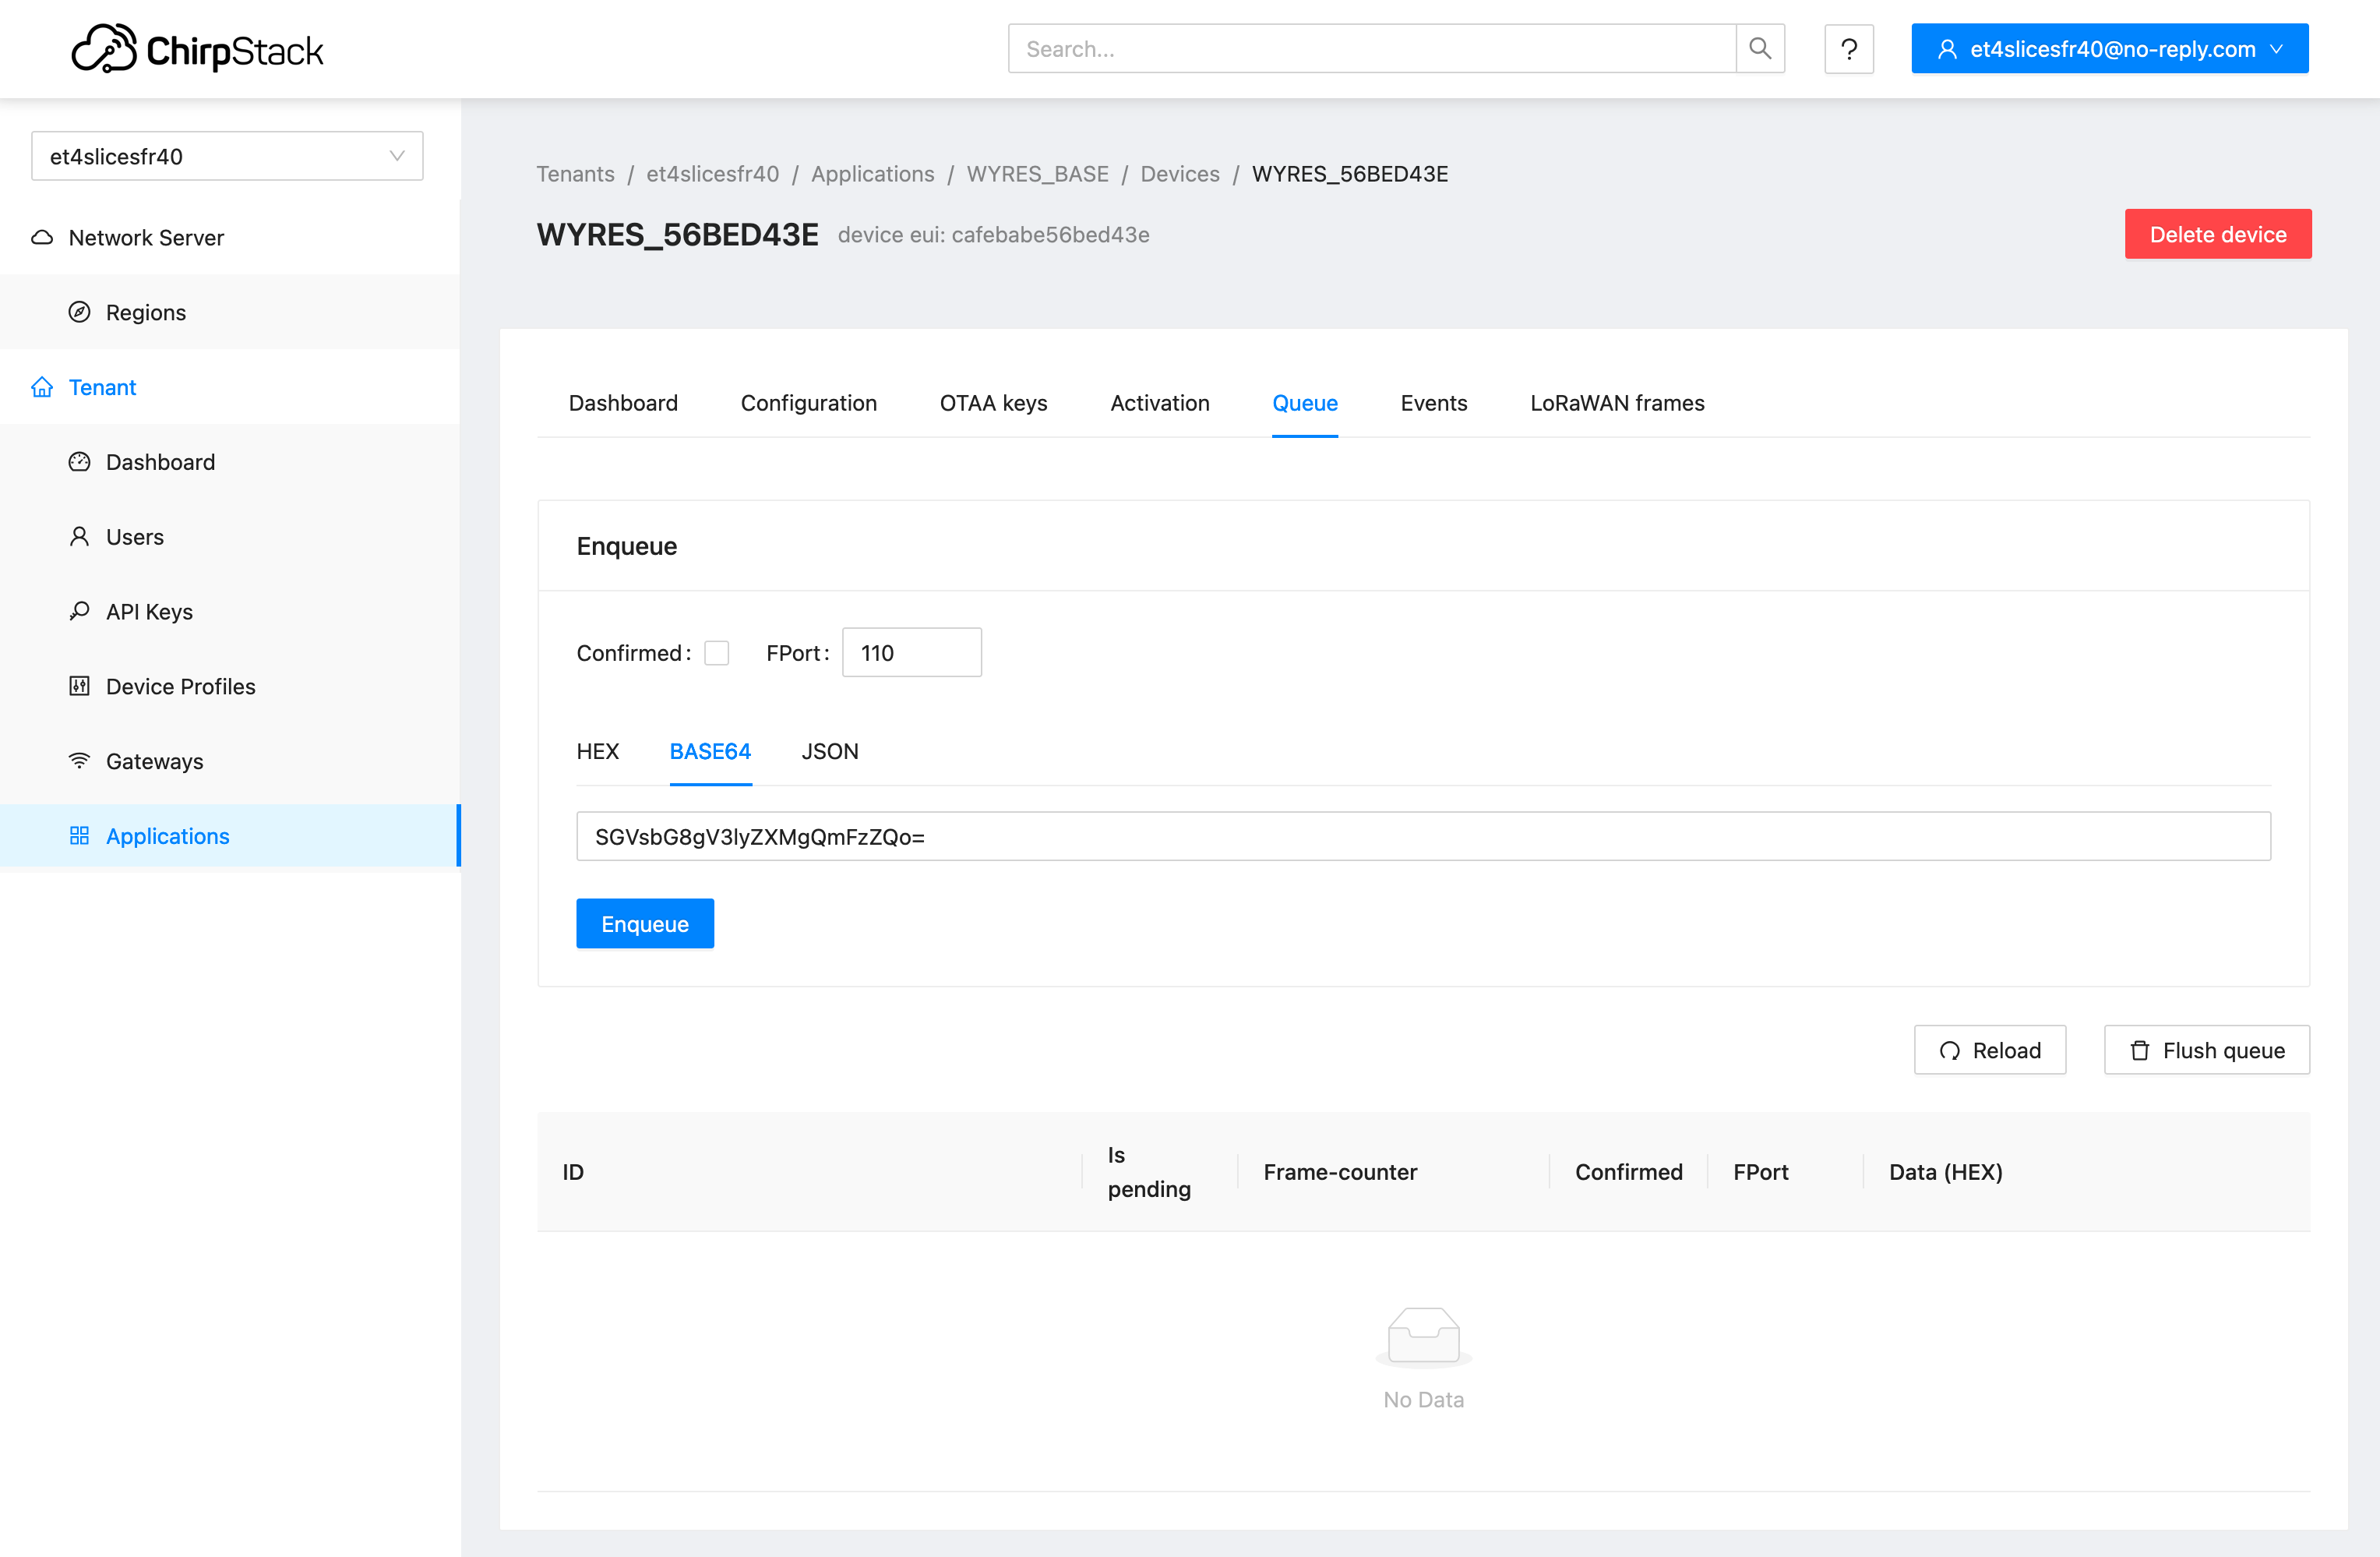 ChirpStack
Search...
?
et4slicesfr40@no-reply.com
et4slicesfr40
Network Server
Regions
Tenant
Dashboard
Users
API Keys
Device Profiles
Gateways
Applications
Tenants / et4slicesfr40 / Applications / WYRES_BASE / Devices / WYRES_56BED43E
WYRES_56BED43E device eui: cafebabe56bed43e
Delete device
Dashboard Configuration OTAA keys Activation Queue Events LoRaWAN frames
Enqueue
Confirmed: FPort: 110
HEX BASE64 JSON
SGVsbG8gV3lyZXMgQmFzZQo=
Enqueue
Reload Flush queue
ID Is pending Frame-counter Confirmed FPort Data (HEX)
No Data